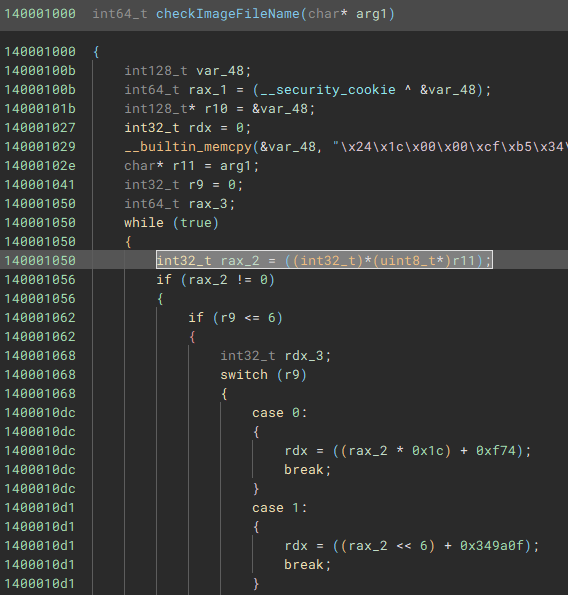 140001000 int64_t checkImageFileName(char* arg1)
140001000 {
14000100b int128_t var_48;
14000100b int64_t rax_1 = (__security_cookie ^ &var_48);
14000101b int128_t* r10 = &var_48;
140001027 int32_t rdx = 0;
140001029 __builtin_memcpy(&var_48, "\x24\x1c\x00\x00\xcf\xb5\x34\
14000102e char* r11 = arg1;
140001041 int32_t r9 = 0;
140001050 int64_t rax_3;
140001050 while (true)
140001050 {
140001050 int32_t rax_2 = ((int32_t)*(uint8_t*)r11);
140001056 if (rax_2 != 0)
140001056 {
140001062 if (r9 <= 6)
140001062 {
140001068 int32_t rdx_3;
140001068 switch (r9)
140001068 {
1400010dc case 0:
1400010dc {
1400010dc rdx = ((rax_2 * 0x1c) + 0xf74);
1400010dc break;
1400010dc }
1400010d1 case 1:
1400010d1 {
1400010d1 rdx = ((rax_2 << 6) + 0x349a0f);
1400010d1 break;
1400010d1 }